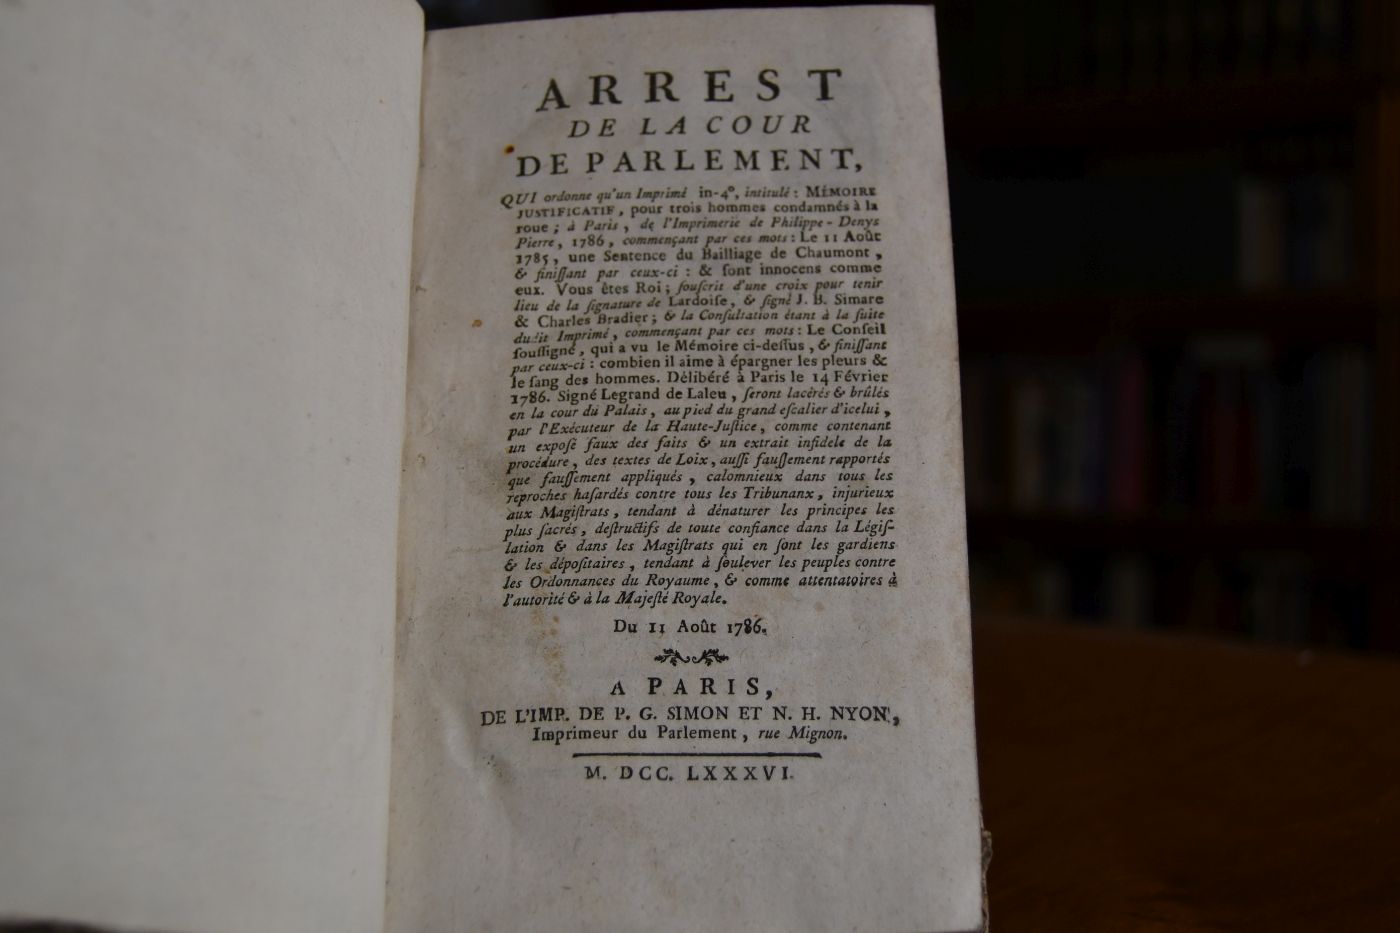 ARREST
DE LA COUR
DE PARLEMENT,
QUI ordonne qu'un Imprimé in-4°, intitulé : MÉMOIRE
JUSTIFICATIF, pour trois hommes condamnés à la
roue ; à Paris, de l'Imprimerie de Philippe-Denys
Pierre, 1786, commençant par ces mots : Le 11 Août
1785, une Sentence du Bailliage de Chaumont,
& finiſſant par ceux-ci : & ſont innocens comme
eux. Vous êtes Roi ; ſouſcrit d'une croix pour tenir
lieu de la ſignature de Lardoiſe, & ſigné J. B. Simare
& Charles Bradier ; & la Conſultation étant à la ſuite
dudit Imprimé, commençant par ces mots : Le Conſeil
ſouſſigné, qui a vu le Mémoire ci-deſſus, & finiſſant
par ceux-ci : combien il aime à épargner les pleurs &
le ſang des hommes. Délibéré à Paris le 14 Février
1786. Signé Legrand de Laleu, ſeront lacérés & brûlés
en la cour du Palais, au pied du grand eſcalier d'icelui,
par l'Exécuteur de la Haute-Juſtice, comme contenant
un expoſé faux des faits & un extrait infidele de la
procédure, des textes de Loix, auſſi fauſſement rapportés
que fauſſement appliqués, calomnieux dans tous les
reproches haſardés contre tous les Tribunanx, injurieux
aux Magiſtrats, tendant à dénaturer les principes les
plus ſacrés, deſtructifs de toute confiance dans la Légiſ-
lation & dans les Magiſtrats qui en ſont les gardiens
& les dépoſitaires, tendant à ſoulever les peuples contre
les Ordonnances du Royaume, & comme attentatoires à
l'autorité & à la Majeſté Royale.
Du 11 Août 1786.
A PARIS,
DE L'IMP. DE P. G. SIMON ET N. H. NYON,
Imprimeur du Parlement, rue Mignon.
M. DCC. LXXXVI.